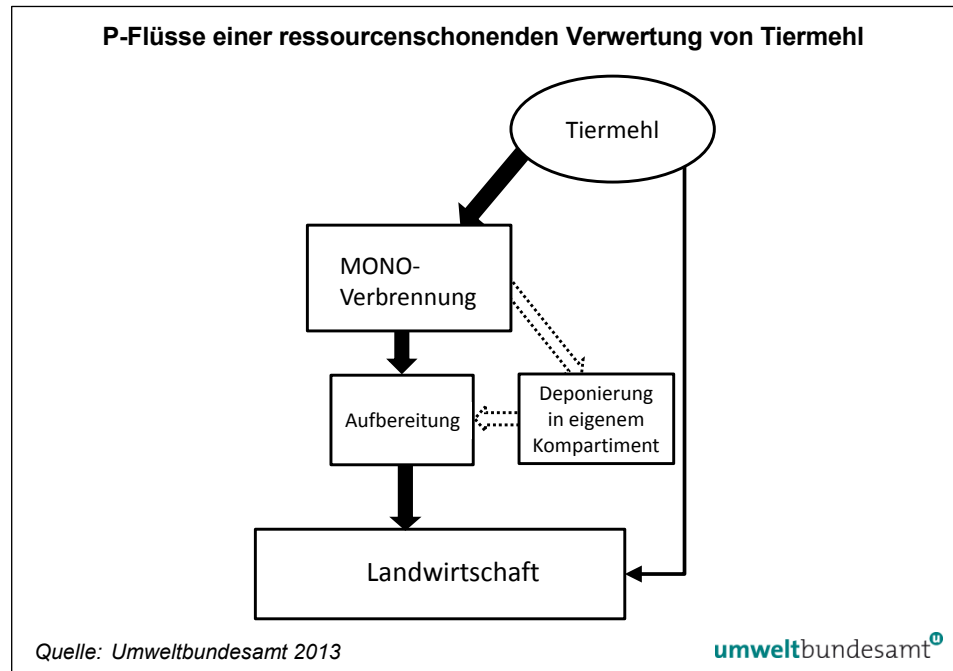 P-Flüsse einer ressourcenschonenden Verwertung von Tiermehl
Tiermehl
MONO-
Verbrennung
Aufbereitung
Deponierung
in eigenem
Kompartiment
Landwirtschaft
Quelle: Umweltbundesamt 2013
umweltbundesamt u